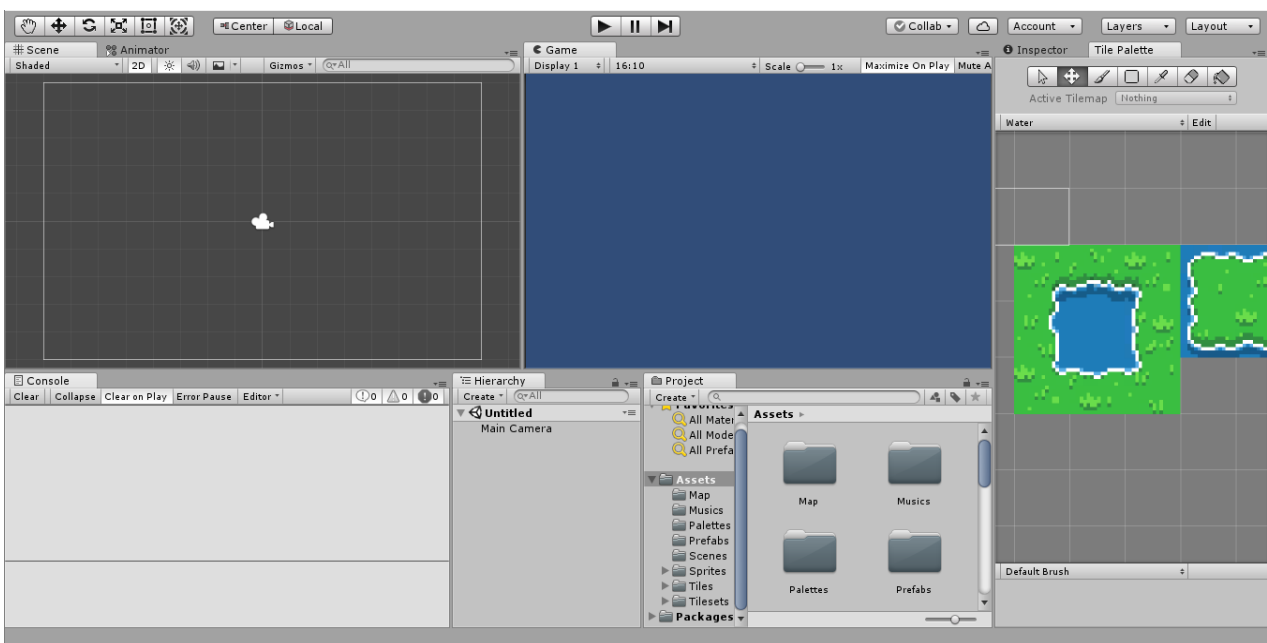 Center Local Collab Account Layers Layout
Scene Animator
Shaded 2D Gizmos All
Game
Display 1 16:10 Scale 1x Maximize On Play Mute A
Inspector Tile Palette
Active Tilemap Nothing
Water Edit
Default Brush
Console
Clear Collapse Clear on Play Error Pause Editor 0 0 0
Hierarchy
Create All
Untitled
Main Camera
Project
Create
Favorites
All Mater
All Mode
All Prefa
Assets
Map
Musics
Palettes
Prefabs
Scenes
Sprites
Tiles
Tilesets
Packages
Assets
Map Musics
Palettes Prefabs